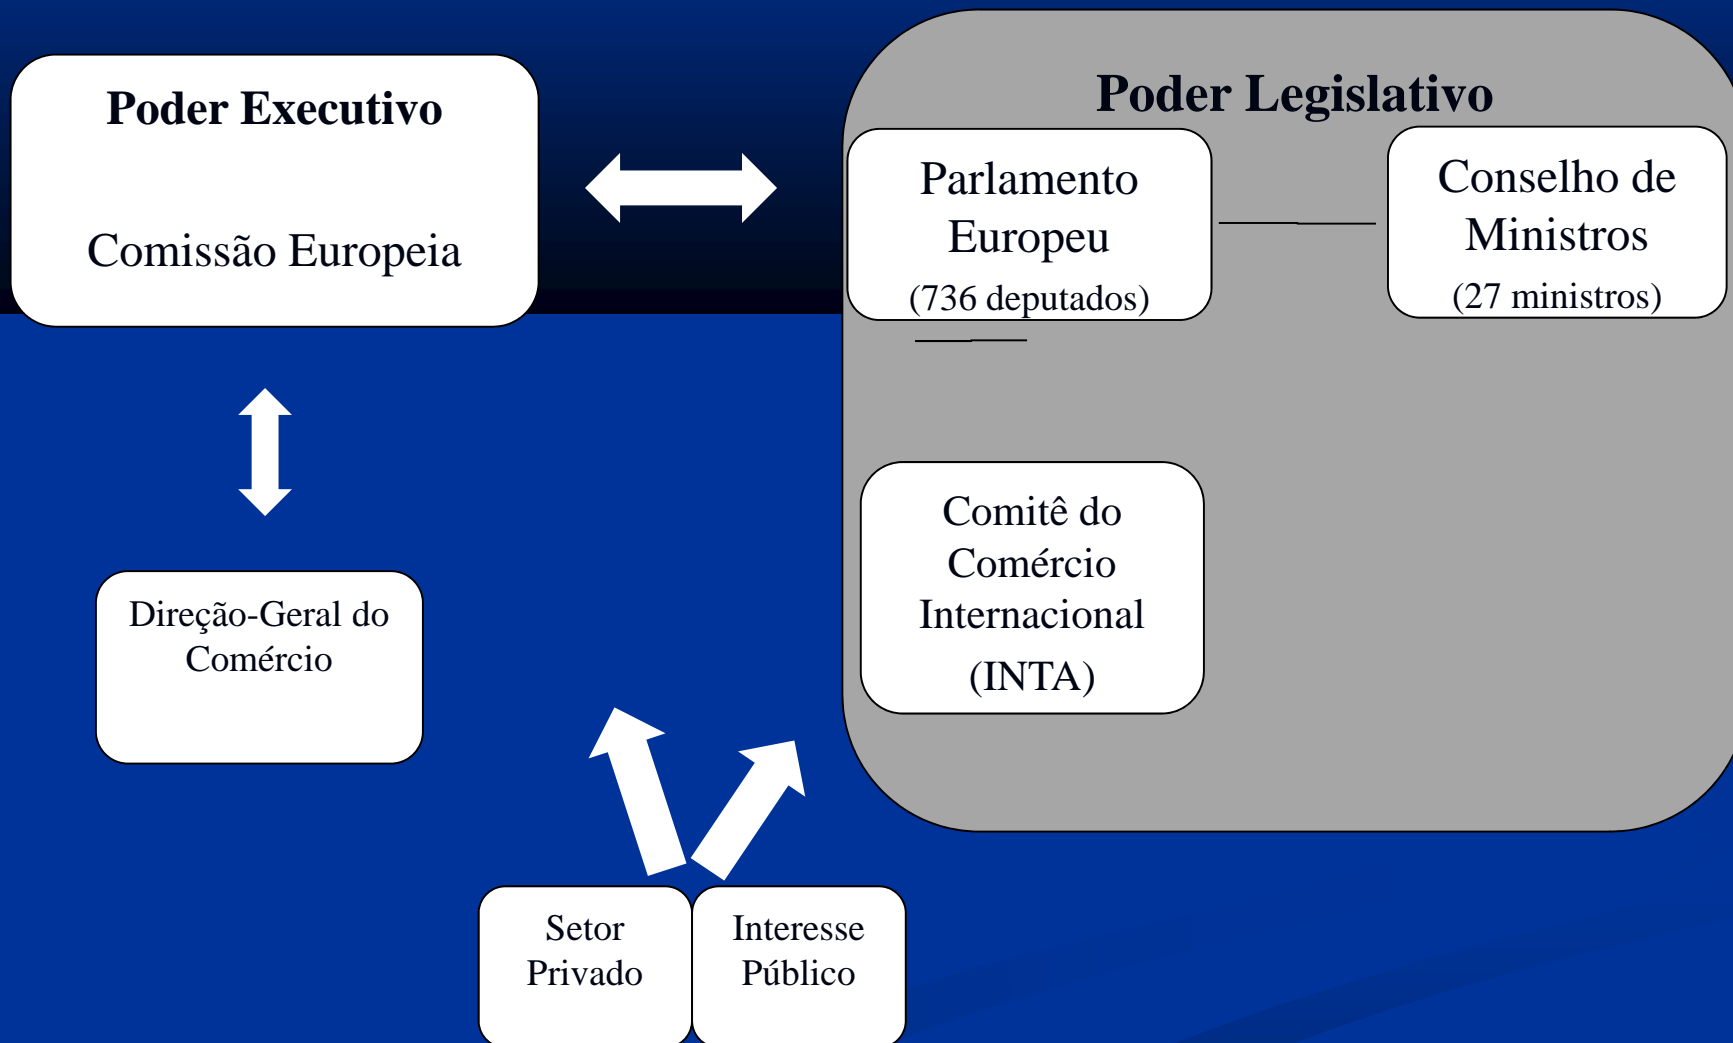 Poder Executivo
Comissão Europeia
Poder Legislativo
Parlamento
Europeu
(736 deputados)
Conselho de
Ministros
(27 ministros)
Direção-Geral do
Comércio
Comitê do
Comércio
Internacional
(INTA)
Setor
Privado
Interesse
Público